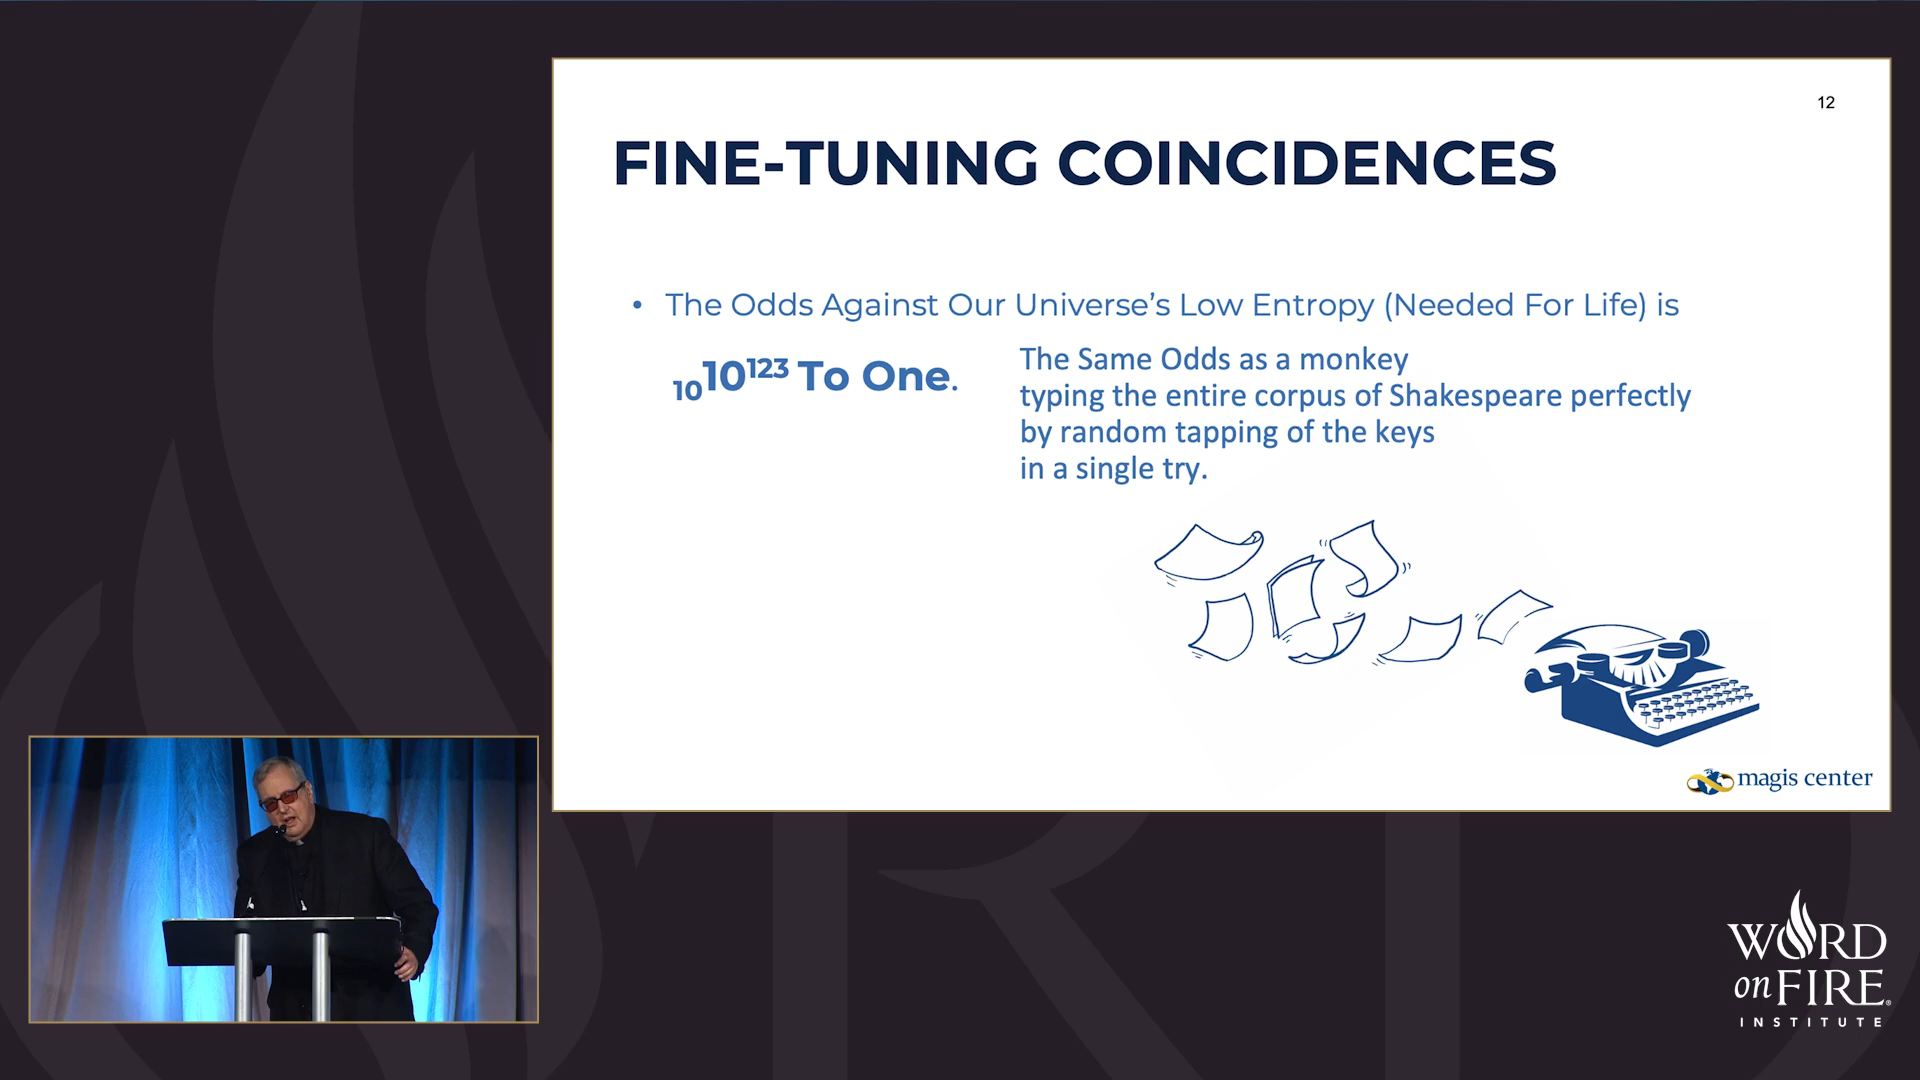 12
FINE-TUNING COINCIDENCES
• The Odds Against Our Universe's Low Entropy (Needed For Life) is
₁₀10¹²³ To One.
The Same Odds as a monkey
typing the entire corpus of Shakespeare perfectly
by random tapping of the keys
in a single try.
magis center
WORD
on FIRE
INSTITUTE